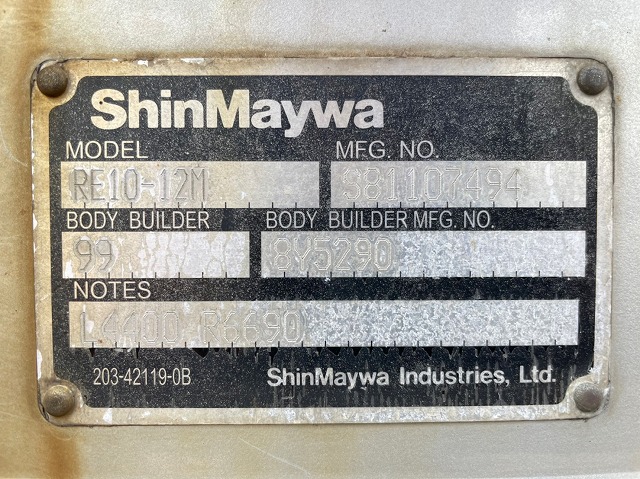 ShinMaywa
MODEL MFG. NO.
RE10-12M S81107494
BODY BUILDER BODY BUILDER MFG. NO.
99 8Y5290
NOTES
L4400 R6690
203-42119-0B ShinMaywa Industries, Ltd.